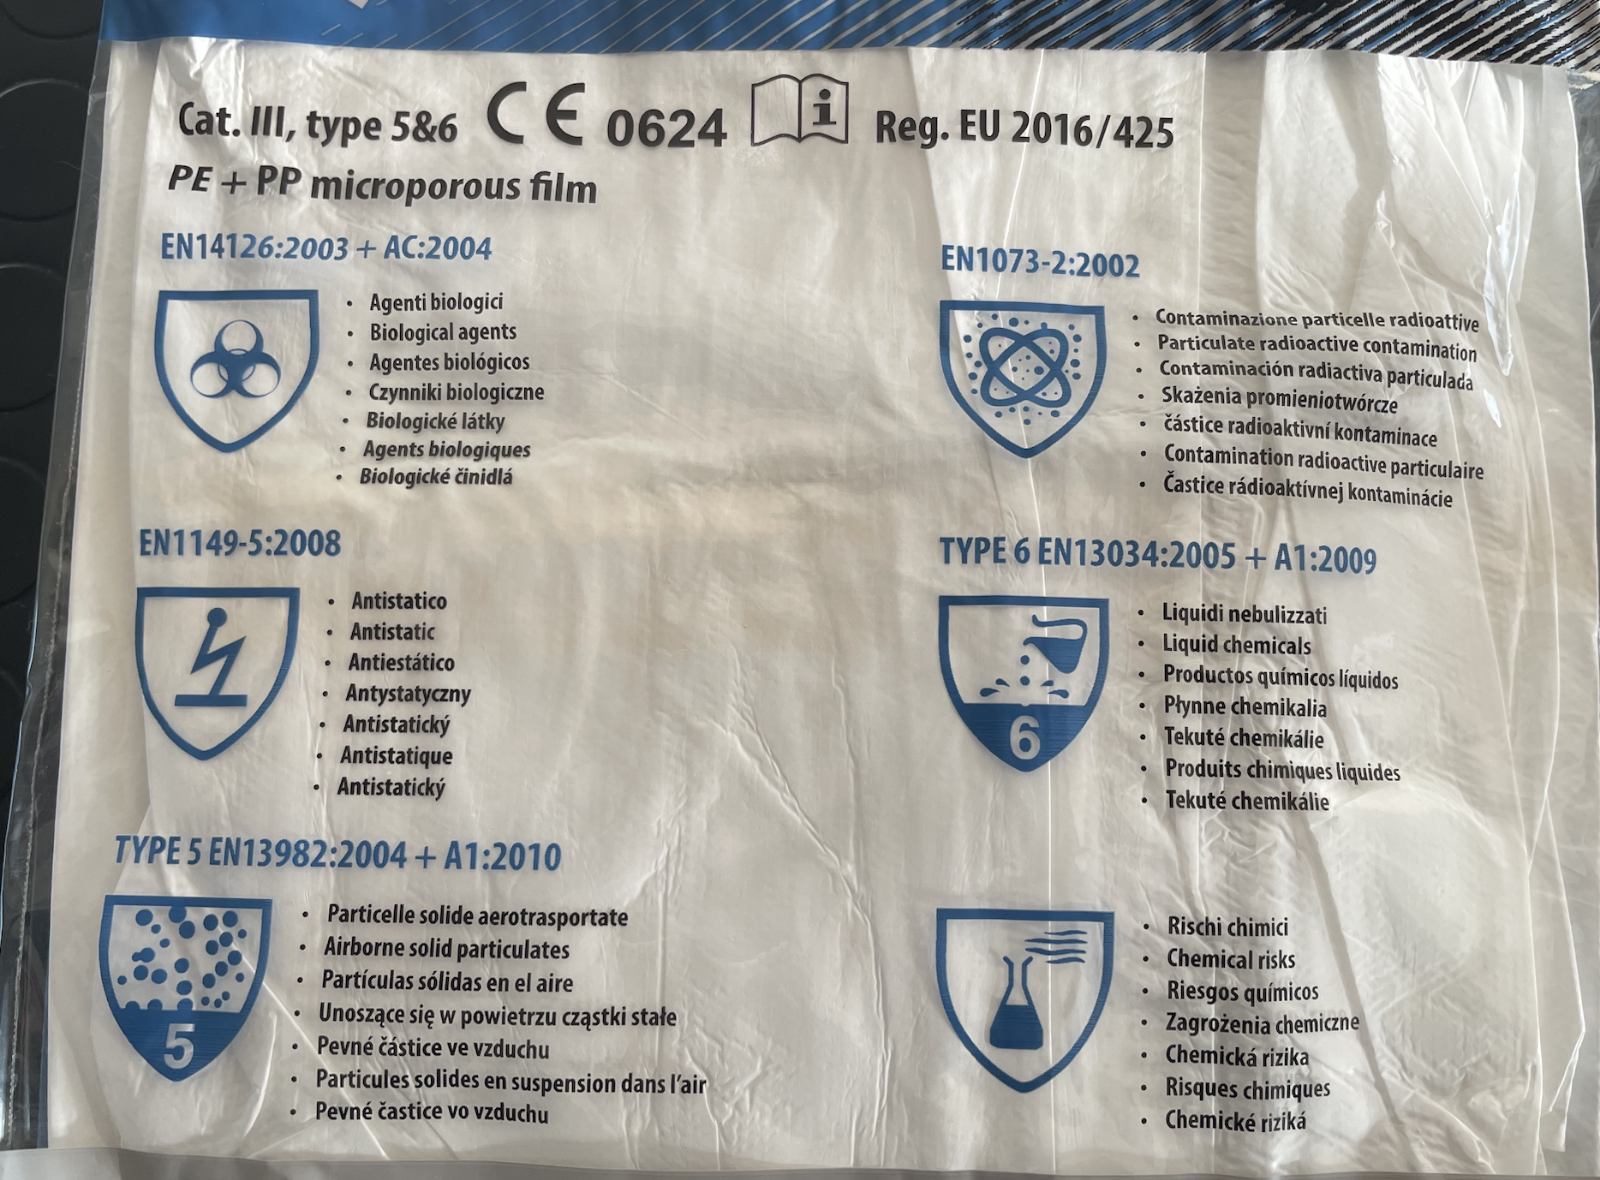 Cat. III, type 5&6 CE 0624 i Reg. EU 2016/425
PE + PP microporous film
EN14126:2003 + AC:2004
• Agenti biologici
• Biological agents
• Agentes biológicos
• Czynniki biologiczne
• Biologické látky
• Agents biologiques
• Biologické činidlá
EN1073-2:2002
• Contaminazione particelle radioattive
• Particulate radioactive contamination
• Contaminación radiactiva particulada
• Skażenia promieniotwórcze
• částice radioaktivní kontaminace
• Contamination radioactive particulaire
• Častice rádioaktívnej kontaminácie
EN1149-5:2008
• Antistatico
• Antistatic
• Antiestático
• Antystatyczny
• Antistatický
• Antistatique
• Antistatický
TYPE 6 EN13034:2005 + A1:2009
6
• Liquidi nebulizzati
• Liquid chemicals
• Productos químicos líquidos
• Płynne chemikalia
• Tekuté chemikálie
• Produits chimiques liquides
• Tekuté chemikálie
TYPE 5 EN13982:2004 + A1:2010
5
• Particelle solide aerotrasportate
• Airborne solid particulates
• Partículas sólidas en el aire
• Unoszące się w powietrzu cząstki stałe
• Pevné částice ve vzduchu
• Particules solides en suspension dans l'air
• Pevné častice vo vzduchu
• Rischi chimici
• Chemical risks
• Riesgos químicos
• Zagrożenia chemiczne
• Chemická rizika
• Risques chimiques
• Chemické riziká